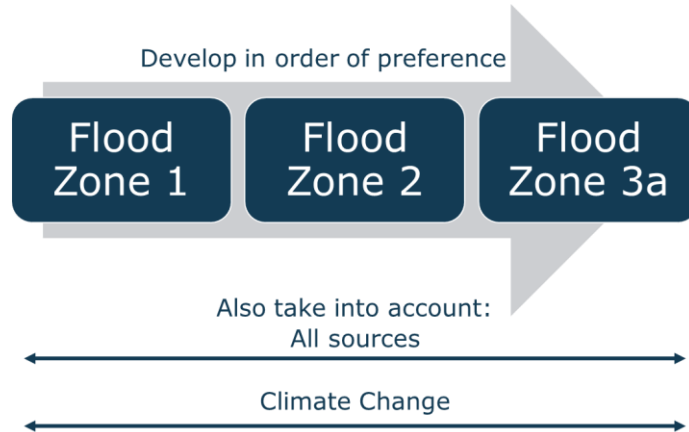 Develop in order of preference
Flood
Zone 1
Flood
Zone 2
Flood
Zone 3a
Also take into account:
All sources
Climate Change